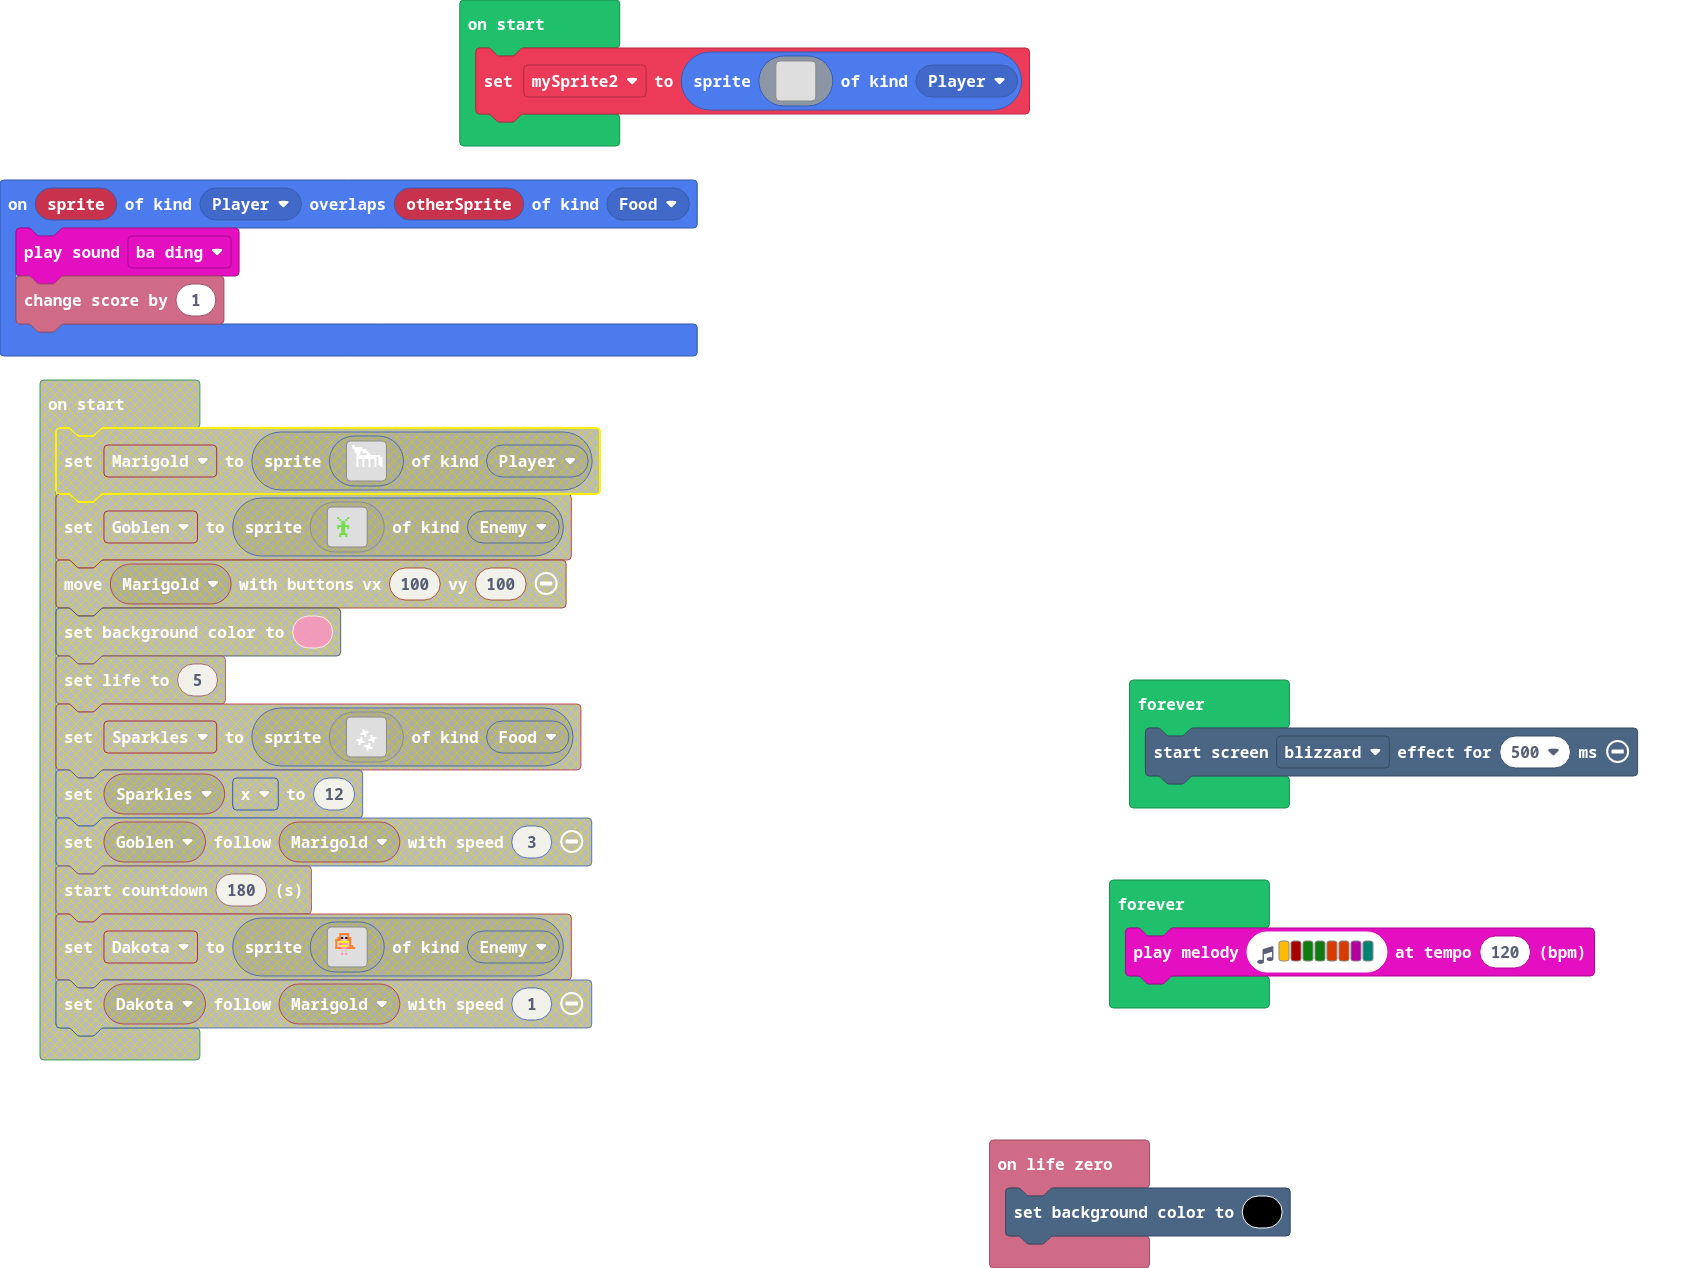 on start
set mySprite2 to sprite of kind Player
on sprite of kind Player overlaps otherSprite of kind Food
play sound ba ding
change score by 1
on start
set Marigold to sprite of kind Player
set Goblen to sprite of kind Enemy
move Marigold with buttons vx 100 vy 100
set background color to
set life to 5
set Sparkles to sprite of kind Food
set Sparkles x to 12
set Goblen follow Marigold with speed 3
start countdown 180 (s)
set Dakota to sprite of kind Enemy
set Dakota follow Marigold with speed 1
forever
start screen blizzard effect for 500 ms
forever
play melody at tempo 120 (bpm)
on life zero
set background color to